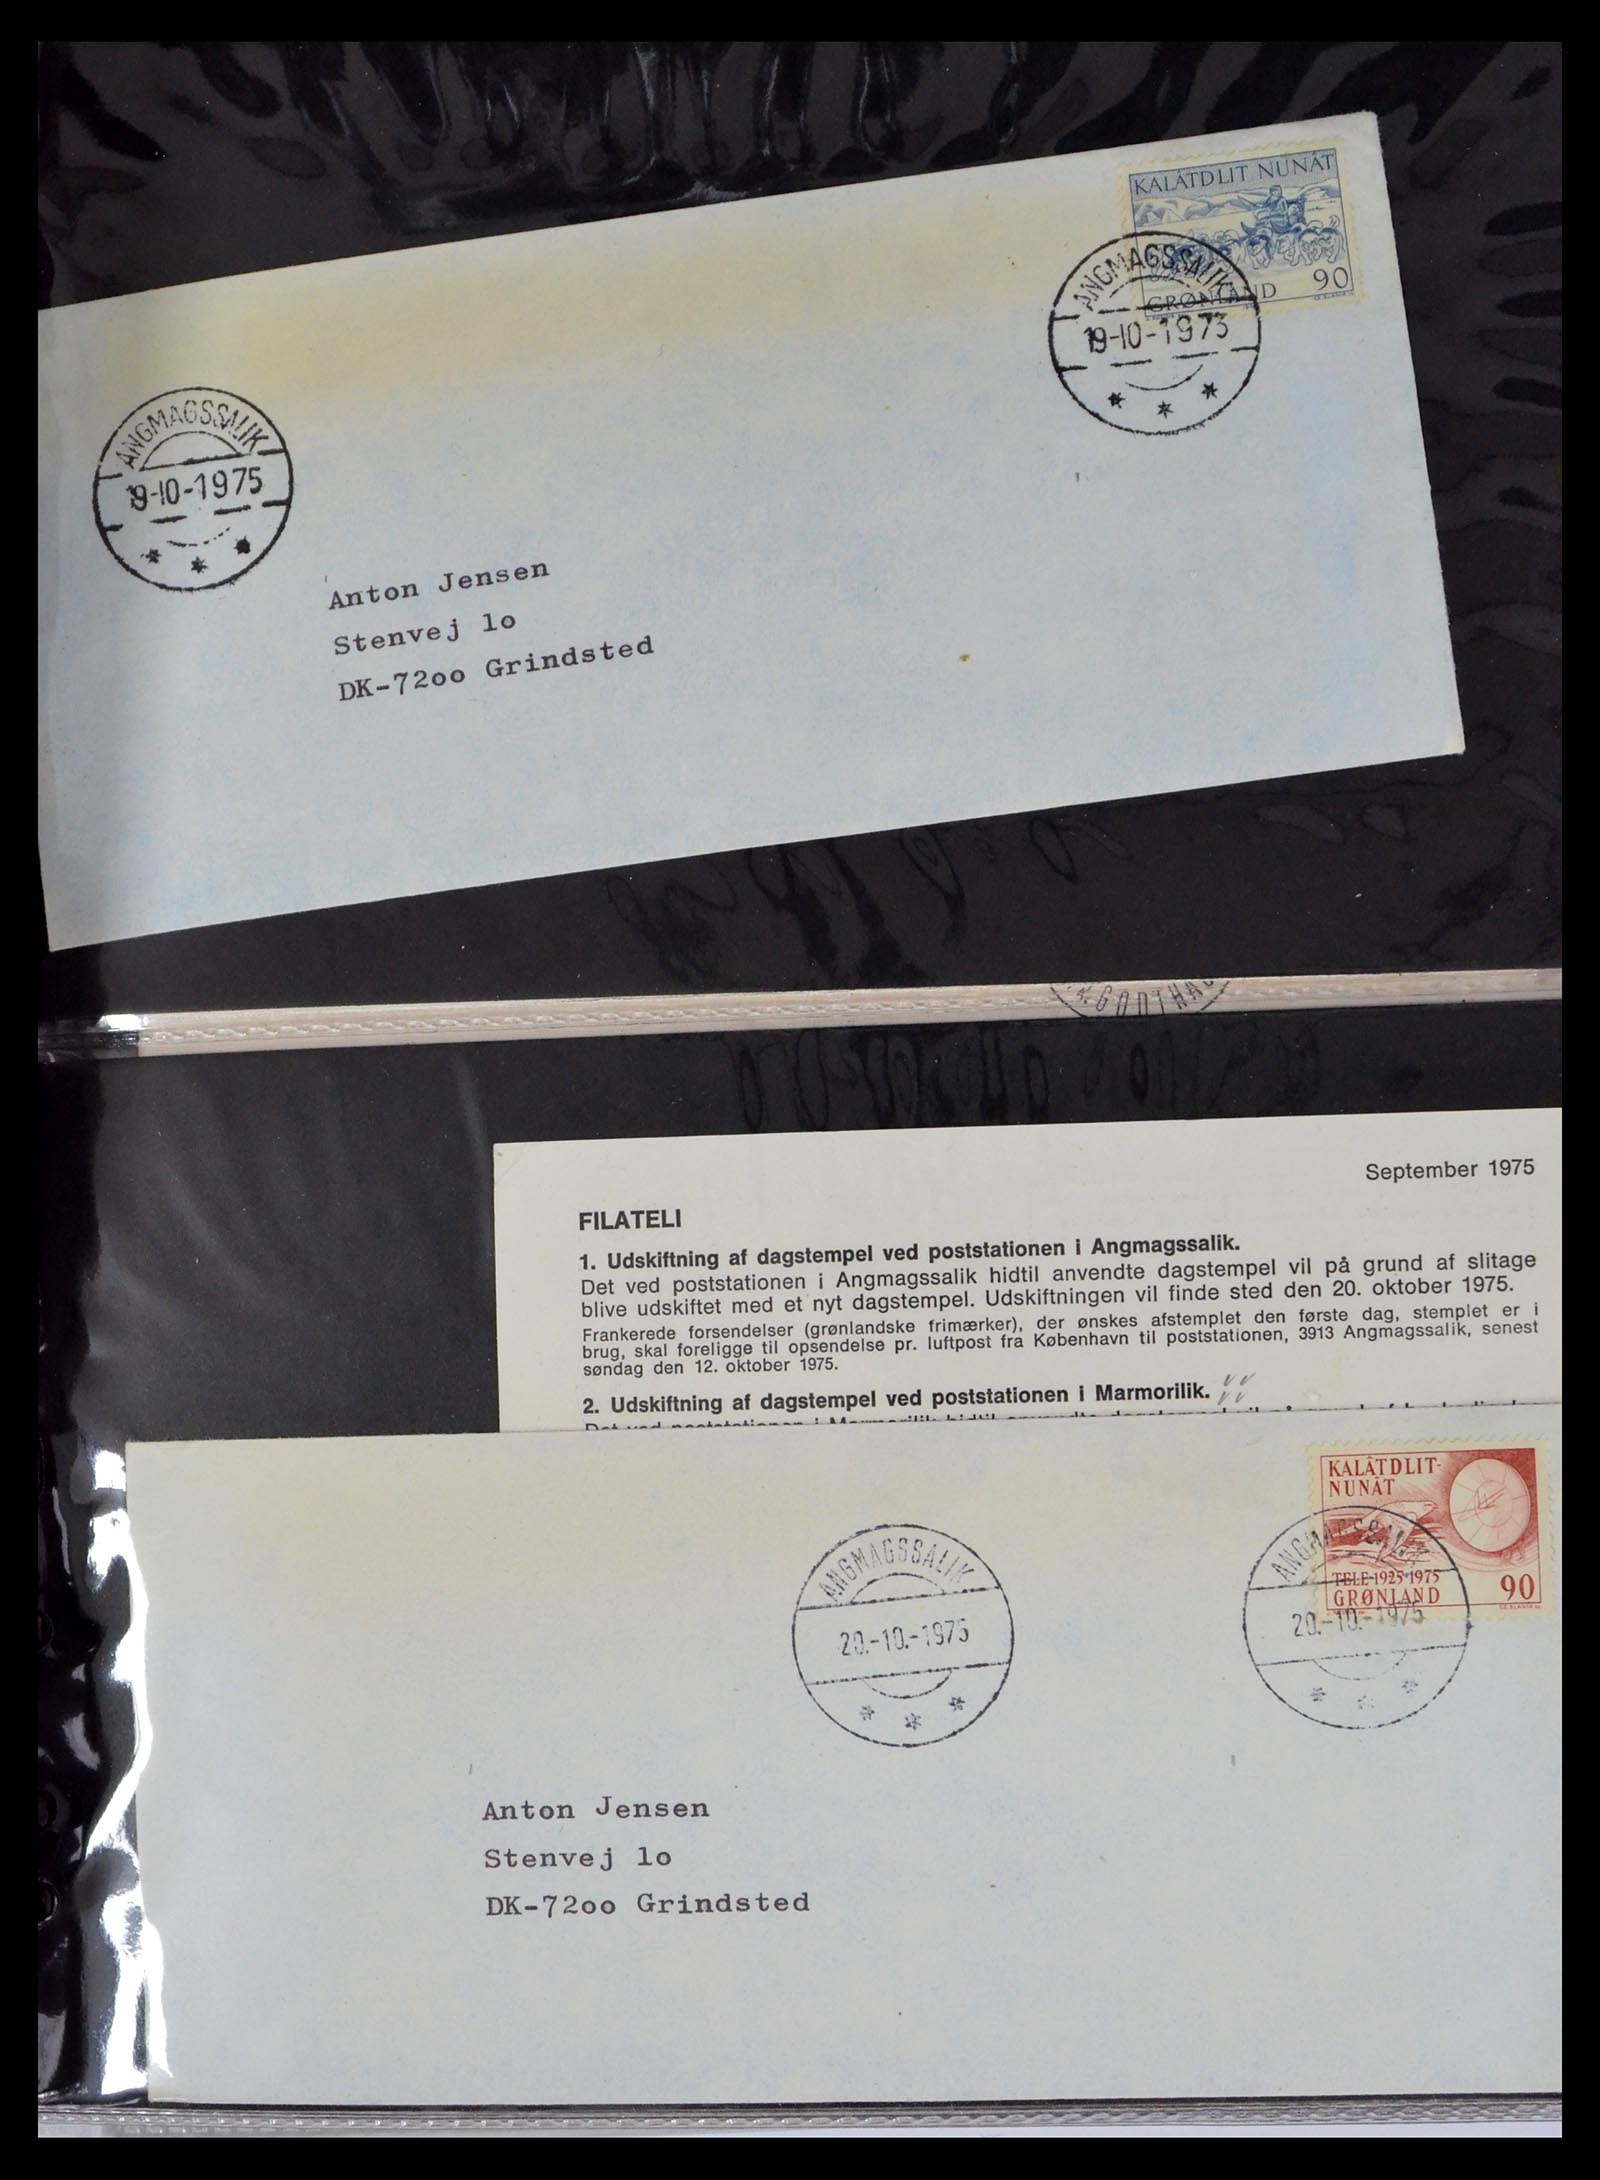 KALÂTDLIT NUNÂT
GRØNLAND 90
ANGMAGSSALIK
19-10-1975
ANGMAGSSALIK
19-10-1975
Anton Jensen
Stenvej lo
DK-72oo Grindsted
GODTHÅ
September 1975
FILATELI
1. Udskiftning af dagstempel ved poststationen i Angmagssalik.
Det ved poststationen i Angmagssalik hidtil anvendte dagstempel vil på grund af slitage
blive udskiftet med et nyt dagstempel. Udskiftningen vil finde sted den 20. oktober 1975.
Frankerede forsendelser (grønlandske frimærker), der ønskes afstemplet den første dag, stemplet er i
brug, skal foreligge til opsendelse pr. luftpost fra København til poststationen, 3913 Angmagssalik, senest
søndag den 12. oktober 1975.
2. Udskiftning af dagstempel ved poststationen i Marmorilik.
KALÂTDLIT-
NUNÂT
TELE 1925-1975
GRØNLAND 90
ANGMAGSSALIK
20.-10.-1975
ANGMAGSSALIK
20.-10.-1975
Anton Jensen
Stenvej lo
DK-72oo Grindsted